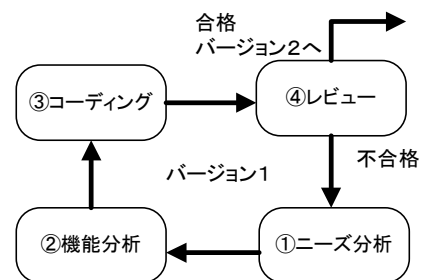 合格
バージョン2へ
③コーディング
④レビュー
バージョン1
不合格
②機能分析
①ニーズ分析